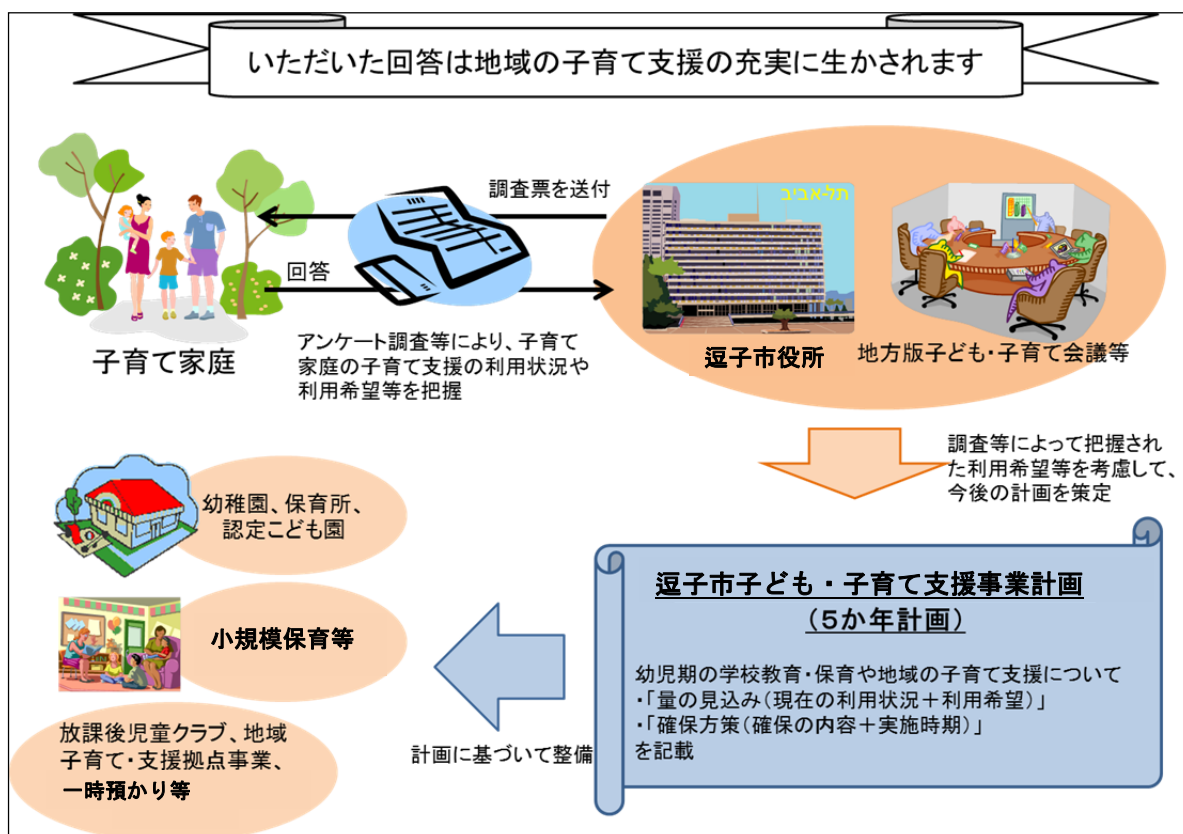 いただいた回答は地域の子育て支援の充実に生かされます
調査票を送付
תל-אביב
回答
子育て家庭
アンケート調査等により、子育て
家庭の子育て支援の利用状況や
利用希望等を把握
逗子市役所
地方版子ども・子育て会議等
調査等によって把握され
た利用希望等を考慮して、
今後の計画を策定
幼稚園、保育所、
認定こども園
小規模保育等
放課後児童クラブ、地域
子育て・支援拠点事業、
一時預かり等
計画に基づいて整備
逗子市子ども・子育て支援事業計画
(5か年計画)
幼児期の学校教育・保育や地域の子育て支援について
・「量の見込み(現在の利用状況+利用希望)」
・「確保方策(確保の内容+実施時期)」
を記載